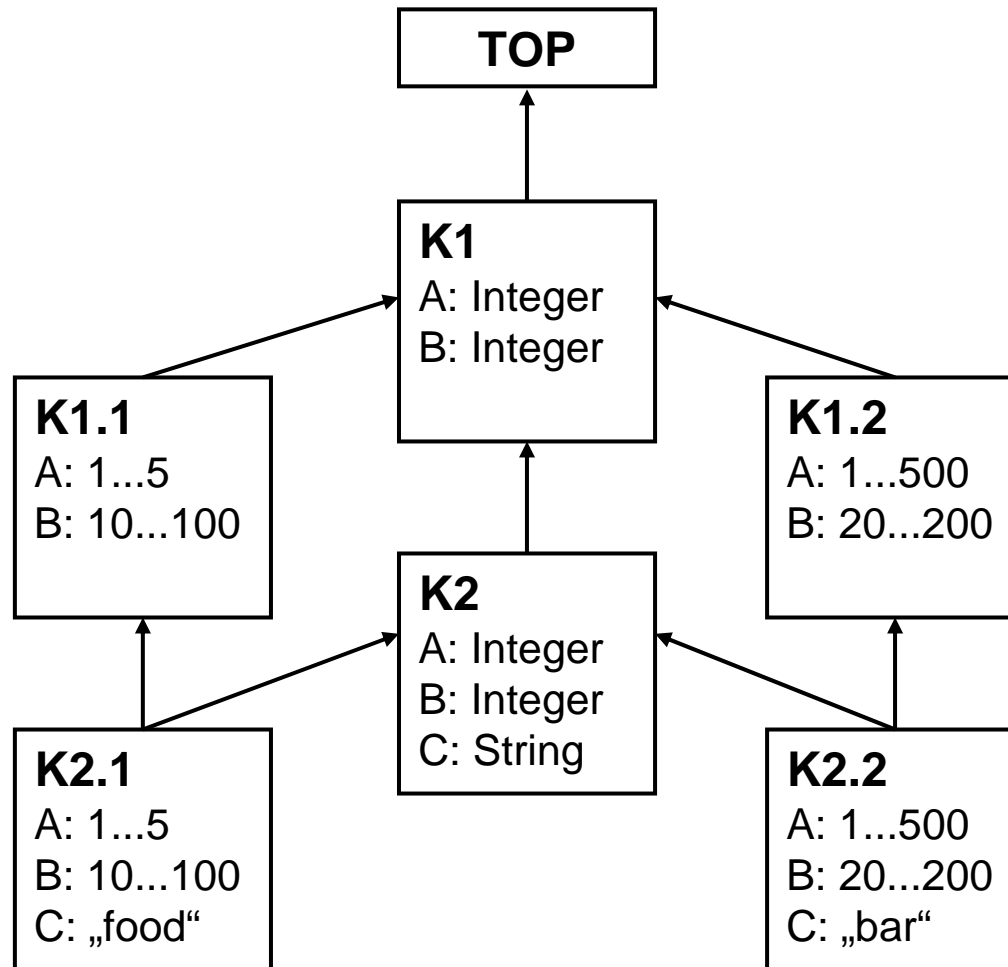 TOP
K1
A: Integer
B: Integer
K1.1
A: 1...5
B: 10...100
K1.2
A: 1...500
B: 20...200
K2
A: Integer
B: Integer
C: String
K2.1
A: 1...5
B: 10...100
C: „food“
K2.2
A: 1...500
B: 20...200
C: „bar“